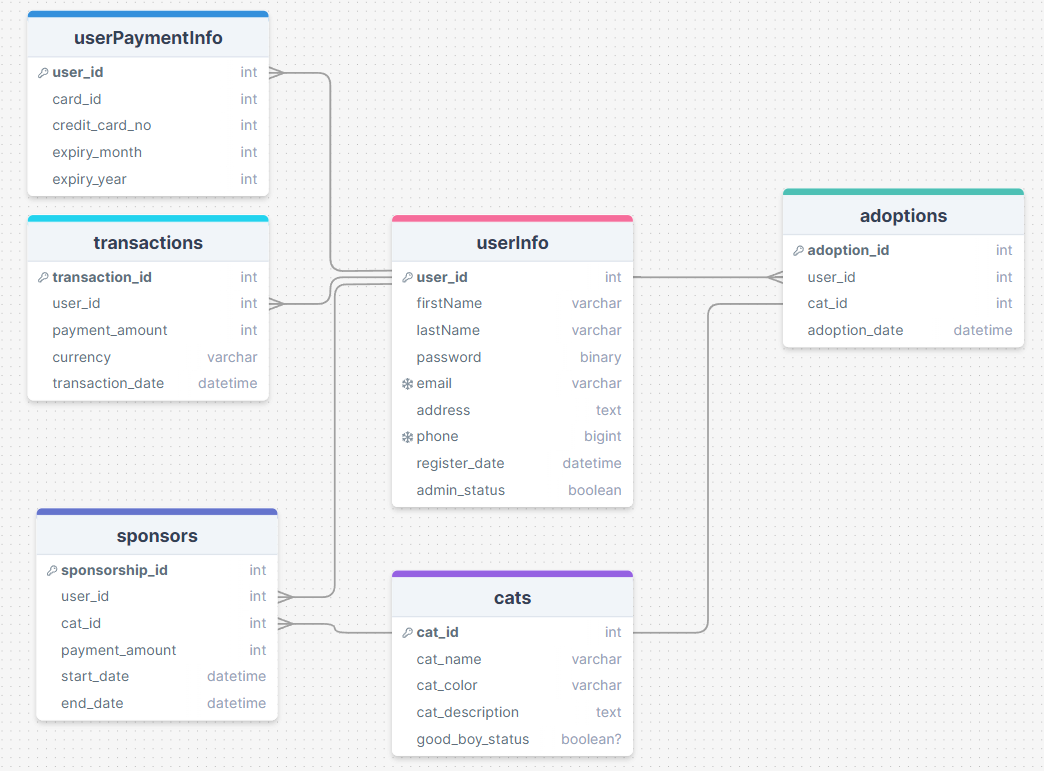 userPaymentInfo
user_id int
card_id int
credit_card_no int
expiry_month int
expiry_year int
transactions
transaction_id int
user_id int
payment_amount int
currency varchar
transaction_date datetime
sponsors
sponsorship_id int
user_id int
cat_id int
payment_amount int
start_date datetime
end_date datetime
userInfo
user_id int
firstName varchar
lastName varchar
password binary
email varchar
address text
phone bigint
register_date datetime
admin_status boolean
cats
cat_id int
cat_name varchar
cat_color varchar
cat_description text
good_boy_status boolean?
adoptions
adoption_id int
user_id int
cat_id int
adoption_date datetime